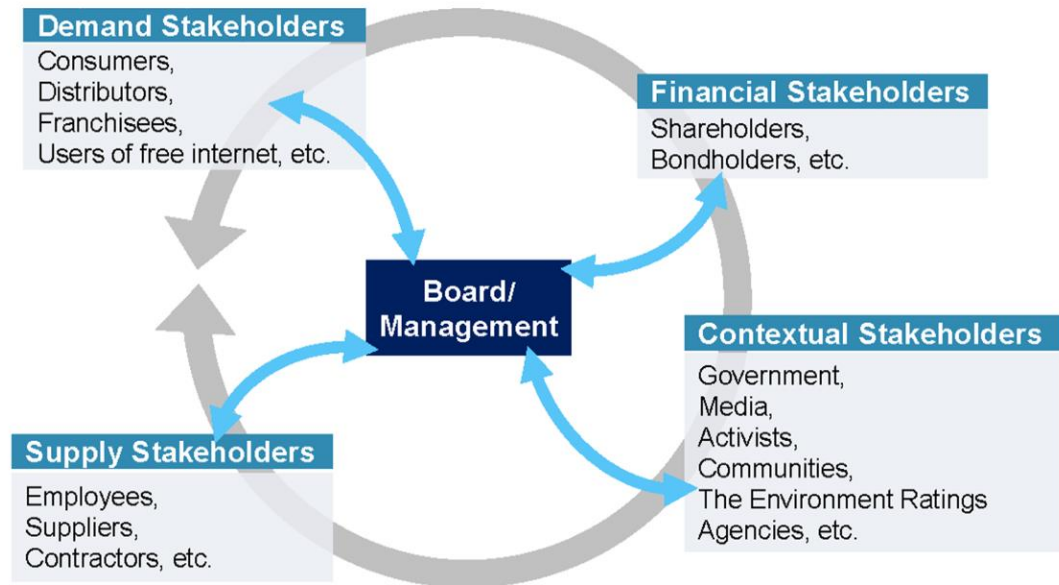 Demand Stakeholders
Consumers,
Distributors,
Franchisees,
Users of free internet, etc.
Financial Stakeholders
Shareholders,
Bondholders, etc.
Board/
Management
Contextual Stakeholders
Government,
Media,
Activists,
Communities,
The Environment Ratings
Agencies, etc.
Supply Stakeholders
Employees,
Suppliers,
Contractors, etc.